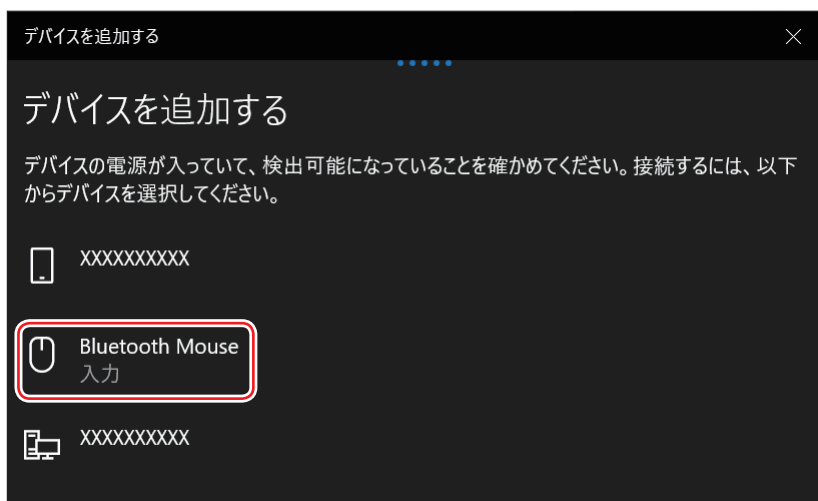 デバイスを追加する
デバイスを追加する
デバイスの電源が入っていて、検出可能になっていることを確かめてください。接続するには、以下
からデバイスを選択してください。
XXXXXXXXXX
Bluetooth Mouse
入力
XXXXXXXXXX